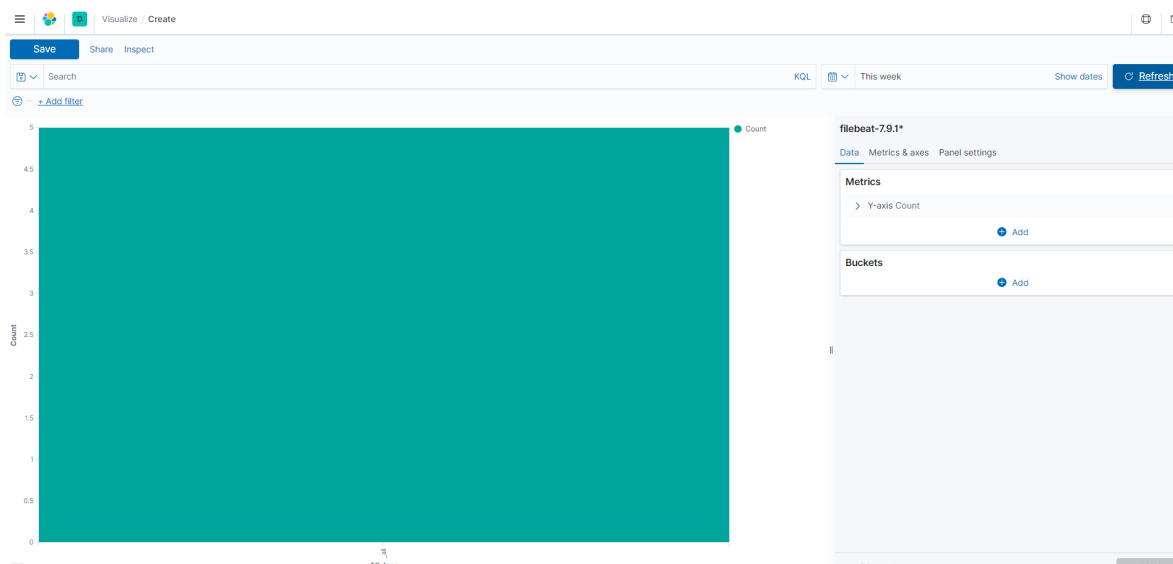 D Visualize / Create
Save Share Inspect
Search KQL This week Show dates Refresh
+ Add filter
5
4.5
4
3.5
3
2.5
2
1.5
1
0.5
0
Count
Count
filebeat-7.9.1*
Data Metrics & axes Panel settings
Metrics
Y-axis Count
Add
Buckets
Add